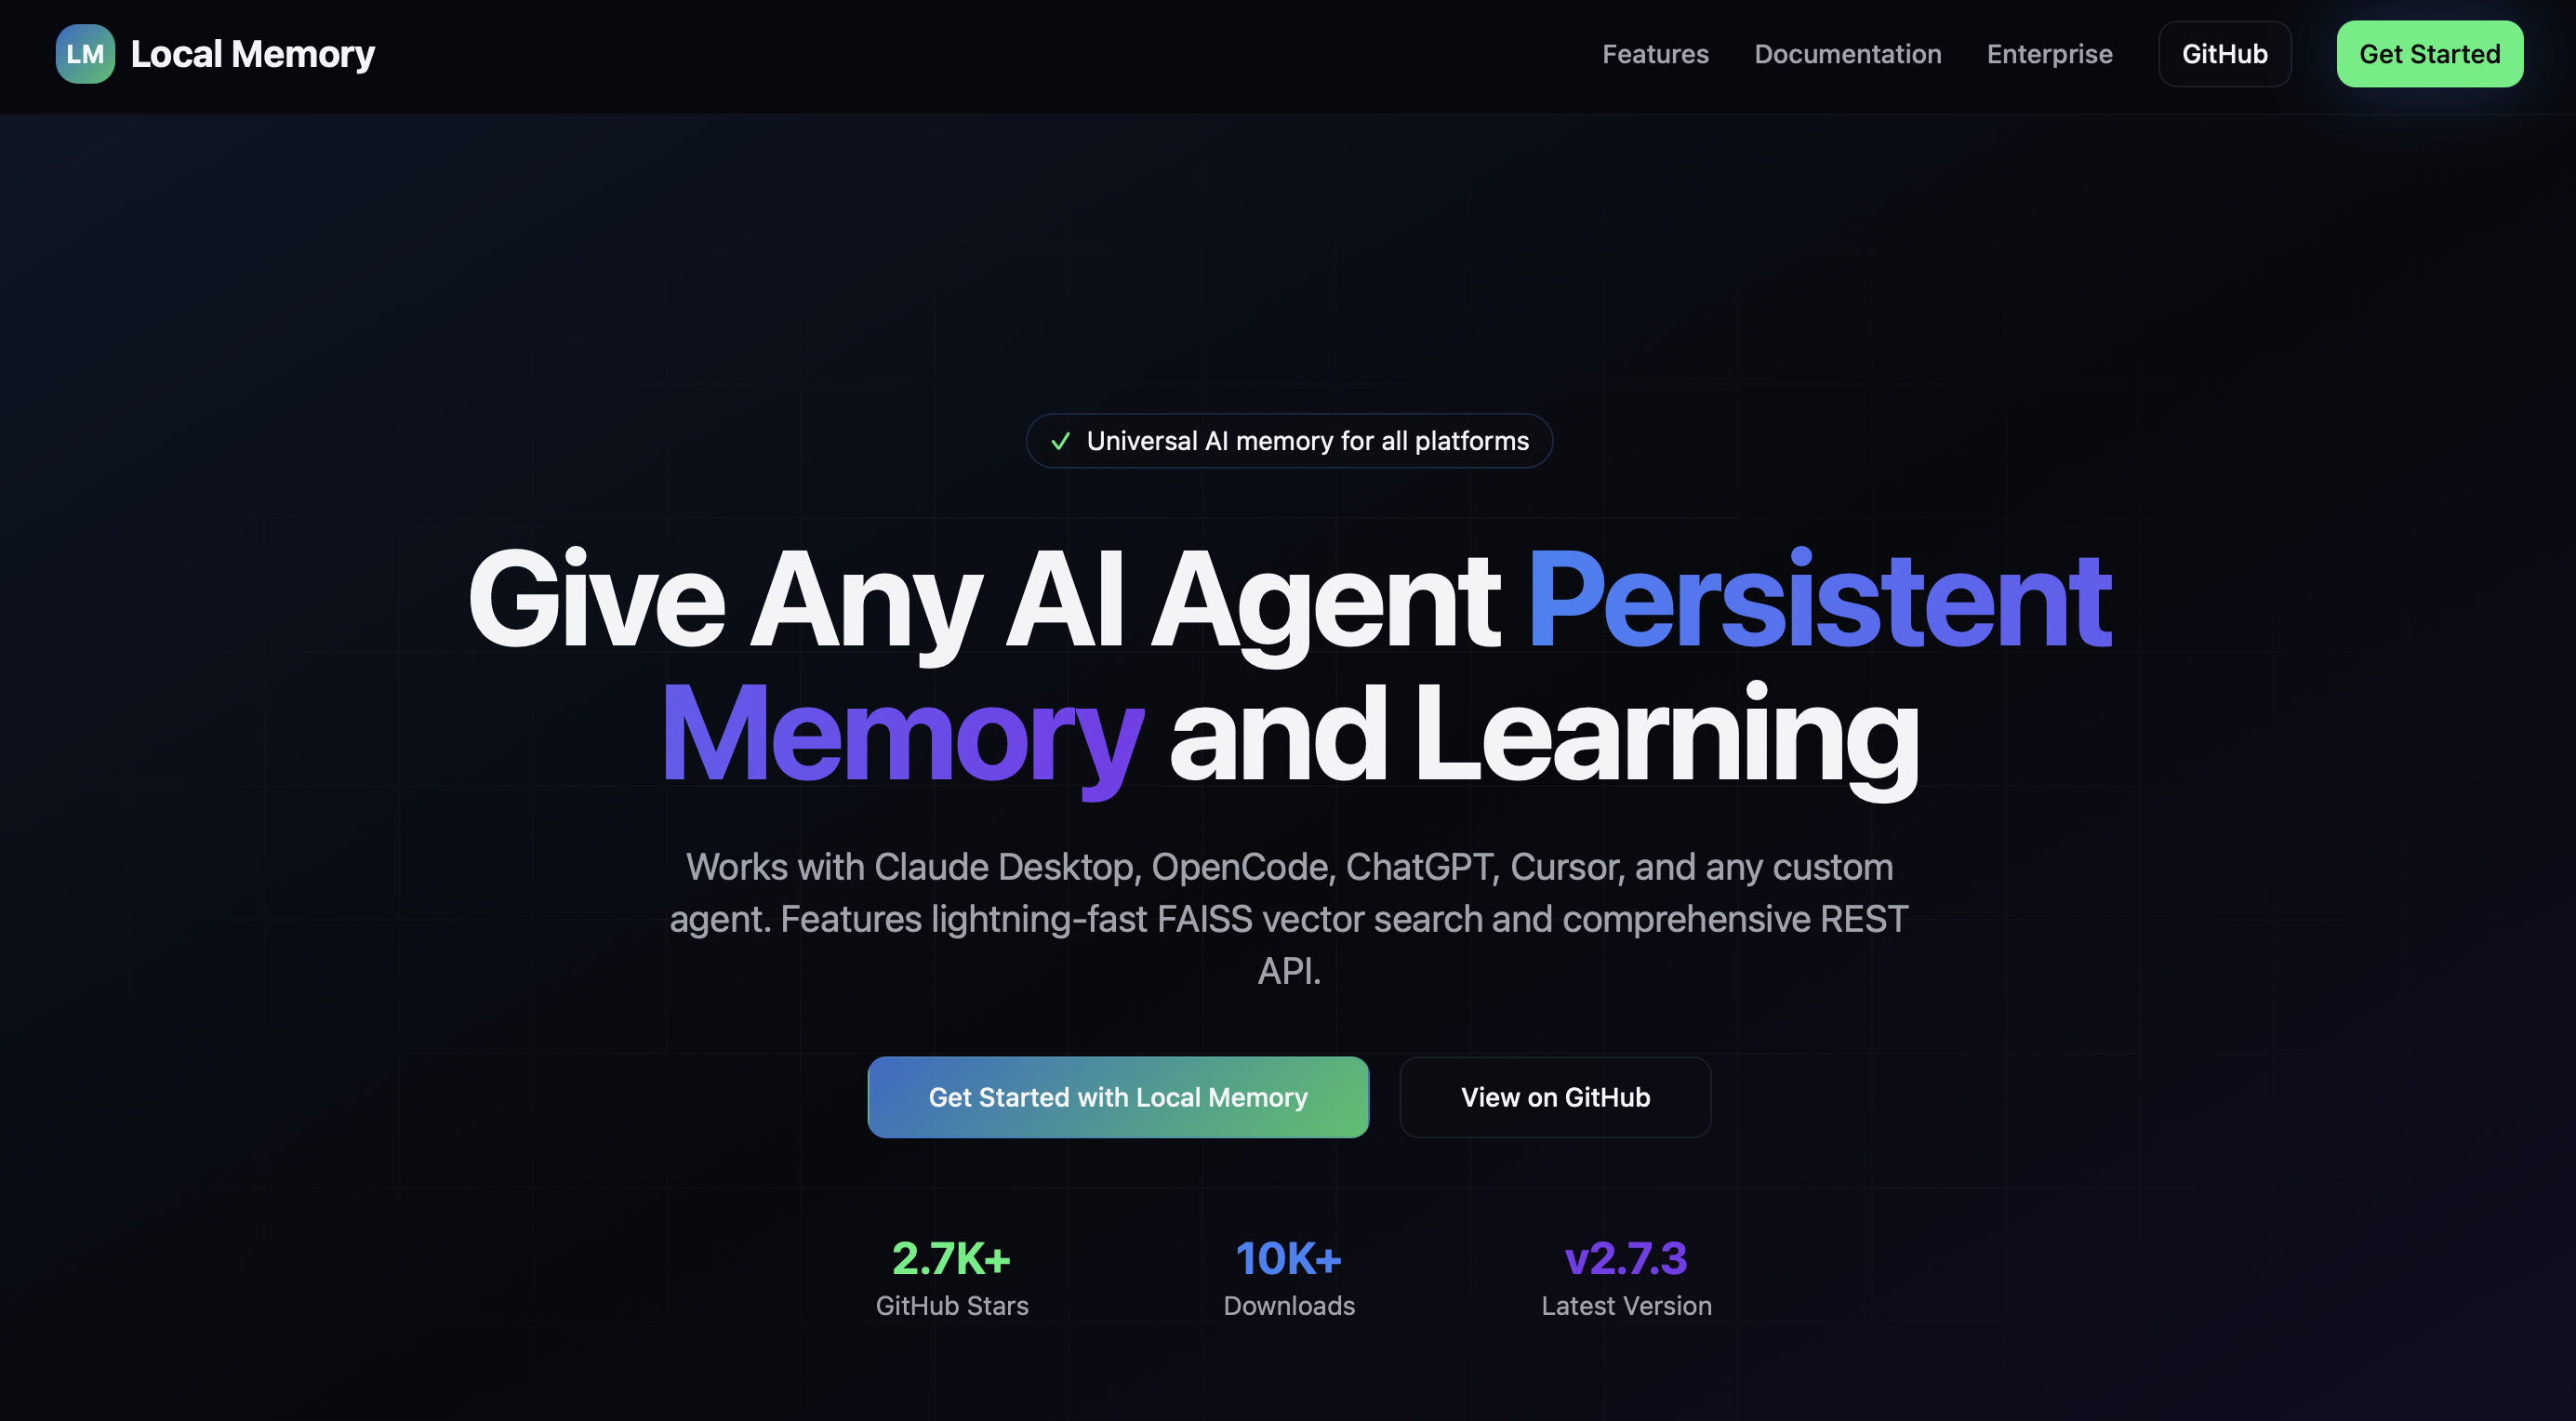 LM Local Memory Features Documentation Enterprise GitHub Get Started
Universal AI memory for all platforms
Give Any AI Agent Persistent
Memory and Learning
Works with Claude Desktop, OpenCode, ChatGPT, Cursor, and any custom
agent. Features lightning-fast FAISS vector search and comprehensive REST
API.
Get Started with Local Memory View on GitHub
2.7K+ 10K+ v2.7.3
GitHub Stars Downloads Latest Version